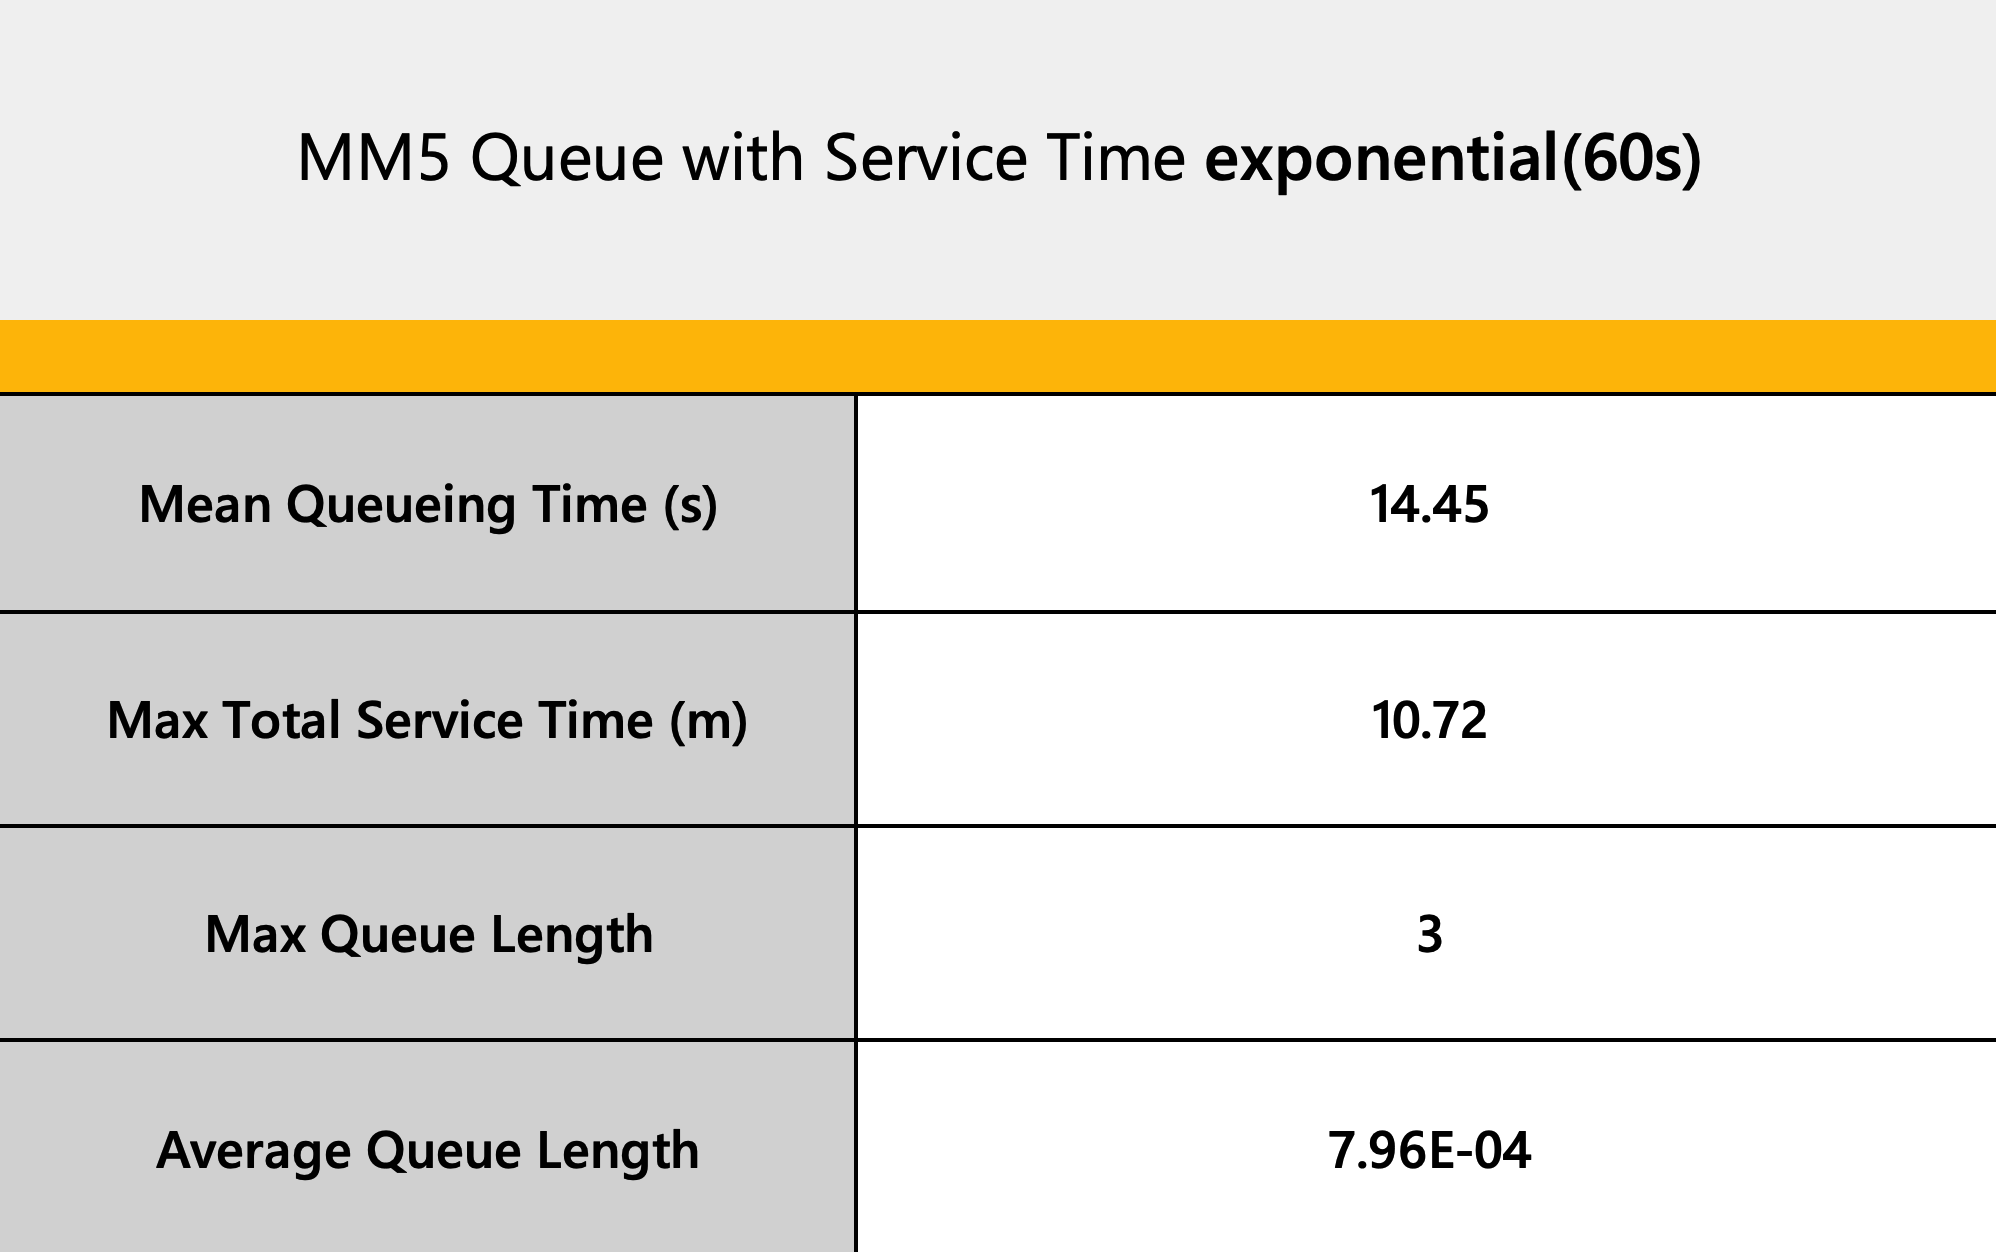 MM5 Queue with Service Time exponential(60s)
Mean Queueing Time (s) 14.45
Max Total Service Time (m) 10.72
Max Queue Length 3
Average Queue Length 7.96E-04